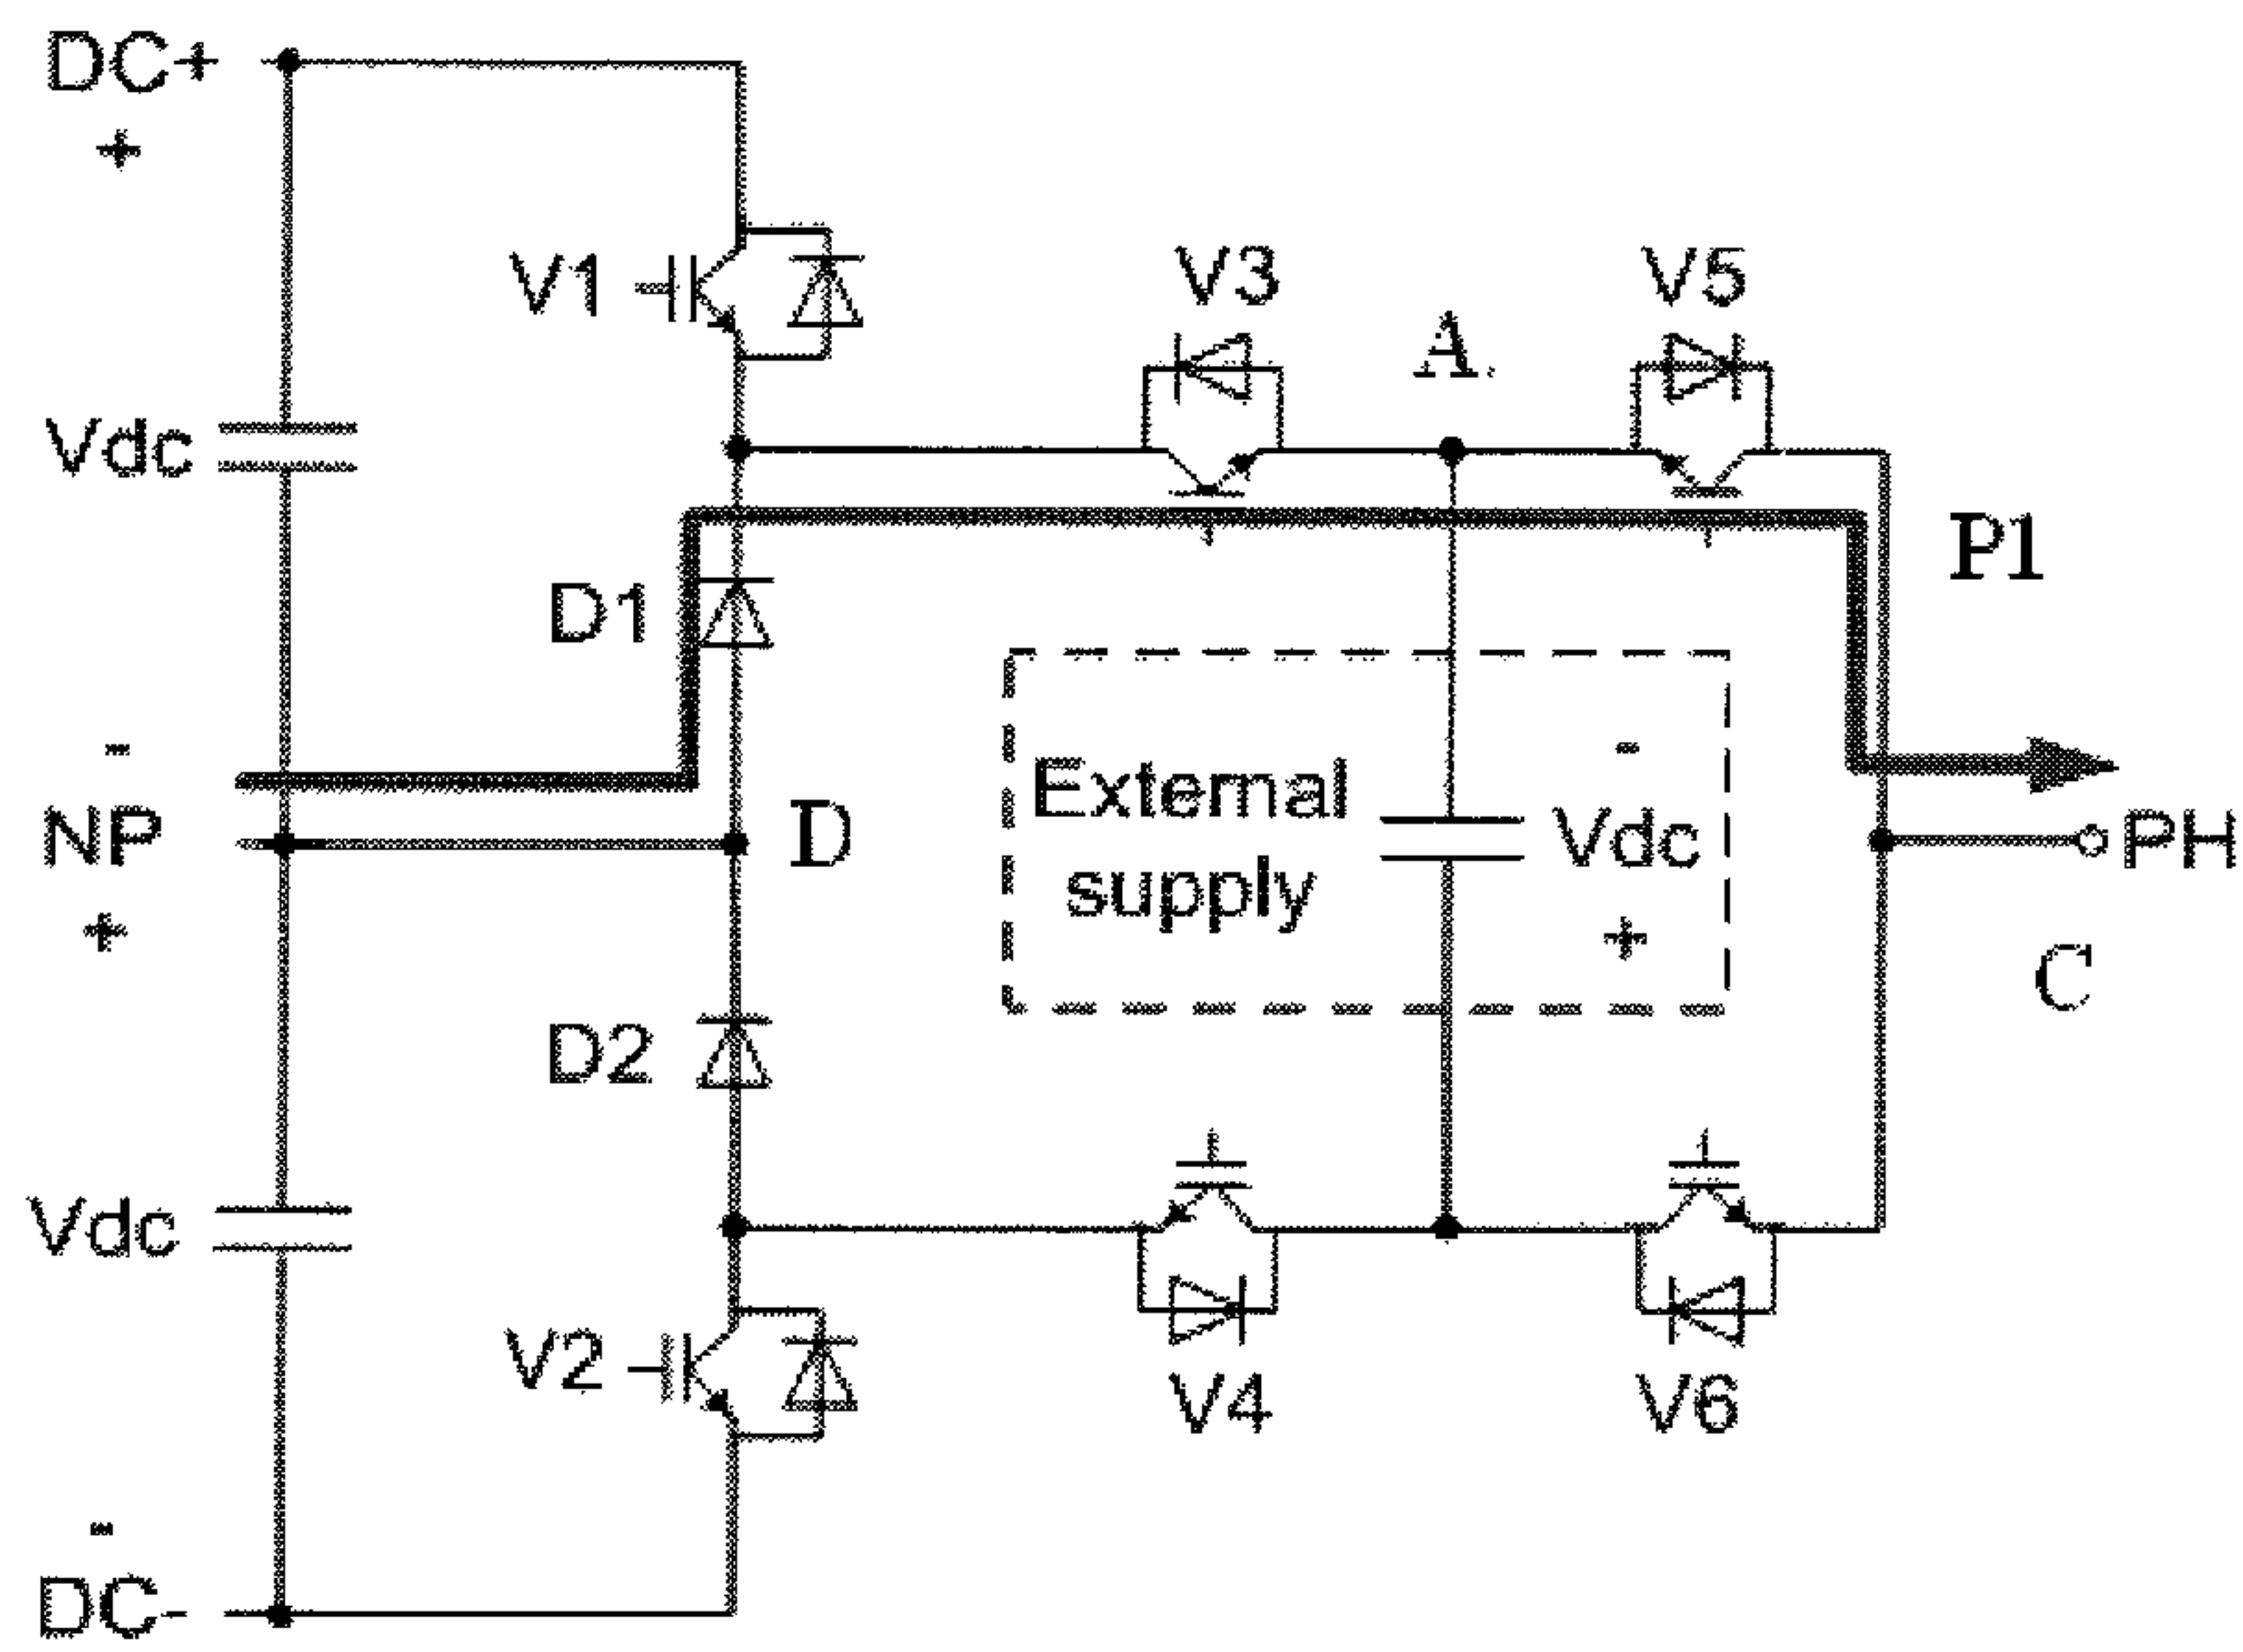 DC+
+
V1
V3
A
V5
Vdc
P1
D1
-
External
supply
-
Vdc
+
NP
D
PH
+
C
D2
Vdc
V2
V4
V6
-
DC-